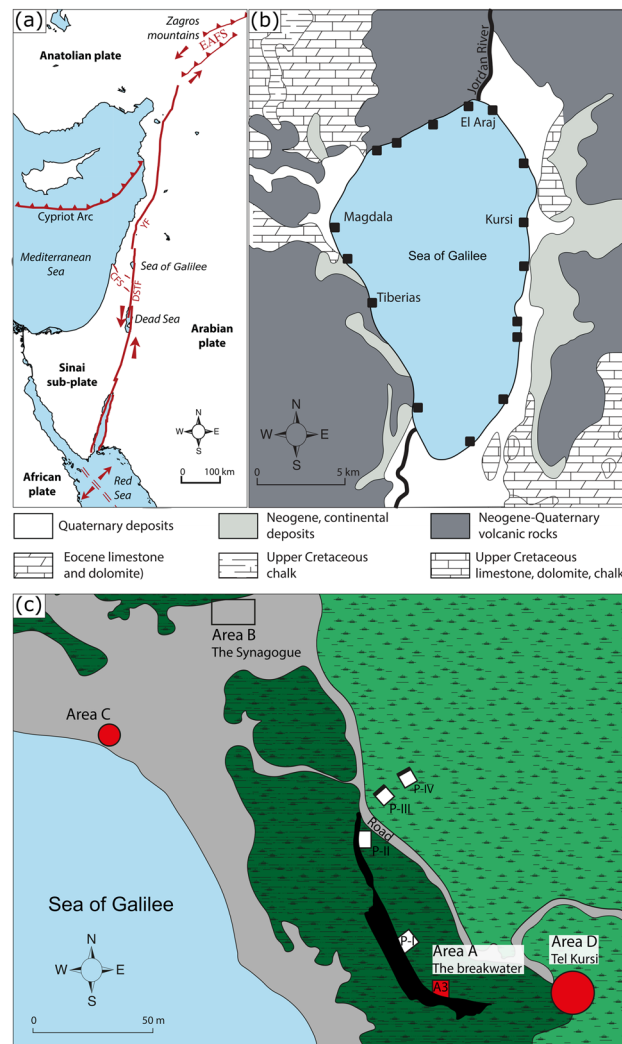 (a)
Zagros
mountains
EAFS
Anatolian plate
Cypriot Arc
YF
Mediterranean
Sea
Sea of Galilee
CFS
DSTF
Dead Sea
Arabian
plate
Sinai
sub-plate
N
W E
S
African
plate
Red
Sea
0 100 km
(b)
Jordan River
El Araj
Magdala
Kursi
Sea of Galilee
Tiberias
N
W E
S
0 5 km
Quaternary deposits
Neogene, continental
deposits
Neogene-Quaternary
volcanic rocks
Eocene limestone
and dolomite)
Upper Cretaceous
chalk
Upper Cretaceous
limestone, dolomite, chalk
(c)
Area B
The Synagogue
Area C
P-IV
P-III
Road
P-II
Sea of Galilee
P-I
Area A
The breakwater
A3
Area D
Tel Kursi
N
W E
S
0 50 m